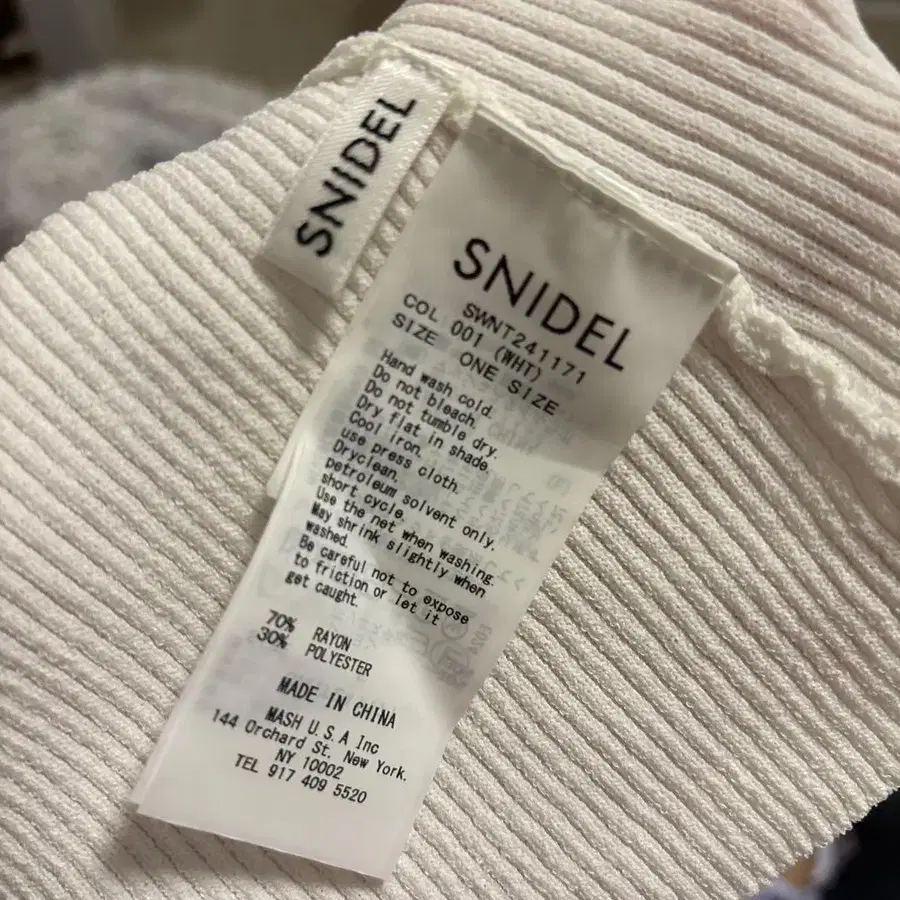 SNIDEL
SNIDEL
SWNT241171
COL 001 (WHT)
SIZE ONE SIZE
Hand wash cold.
Do not bleach.
Do not tumble dry.
Dry flat in shade.
Cool iron.
use press cloth.
Dryclean.
petroleum solvent only.
short cycle.
Use the net when washing.
May shrink slightly when
washed.
Be careful not to expose
to friction or let it
get caught.
70% RAYON
30% POLYESTER
MADE IN CHINA
MASH U.S.A Inc
144 Orchard St. New York.
NY 10002
TEL 917 409 5520